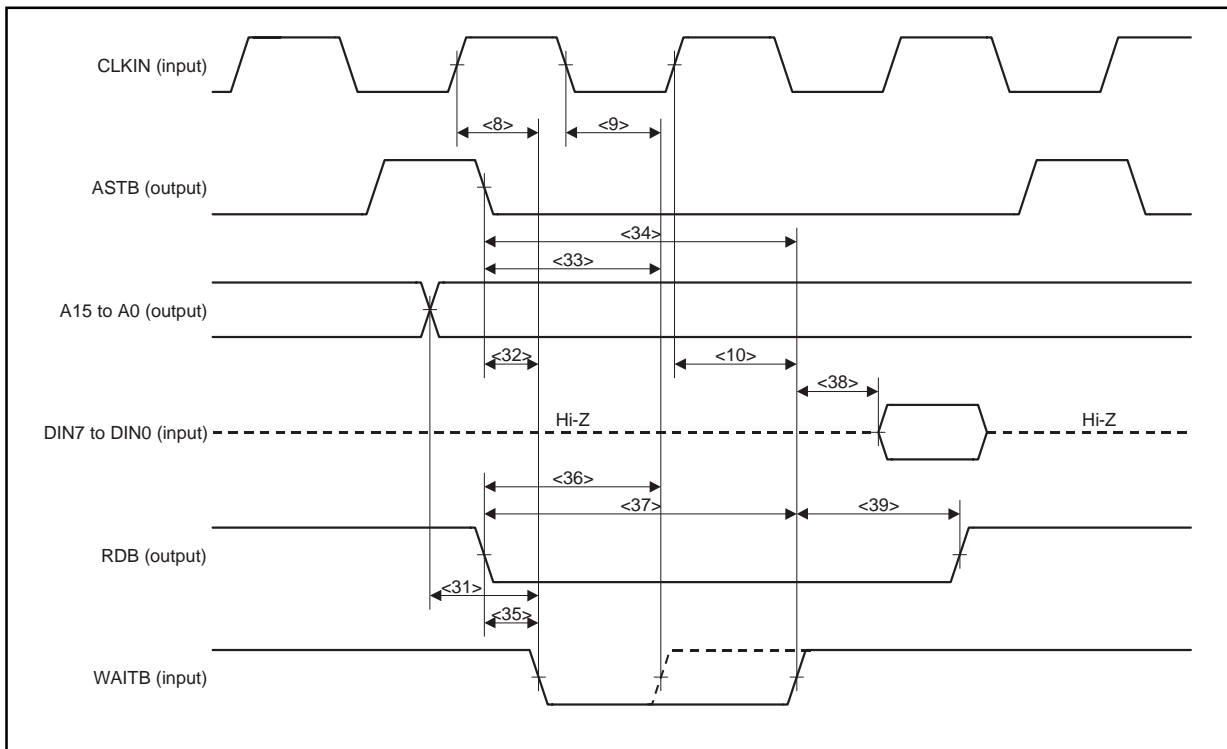 CLKIN (input)
<8>
<9>
ASTB (output)
<34>
<33>
A15 to A0 (output)
<32>
<10>
<38>
DIN7 to DIN0 (input)
Hi-Z
Hi-Z
<36>
<37>
<39>
RDB (output)
<31>
<35>
WAITB (input)